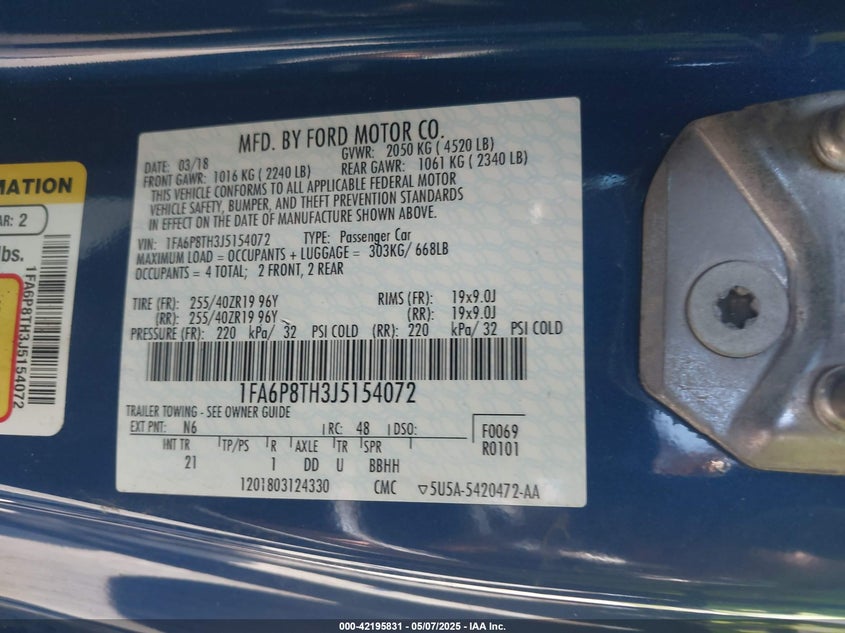 MFD. BY FORD MOTOR CO.
DATE: 03/18 GVWR: 2050 KG ( 4520 LB)
FRONT GAWR: 1016 KG ( 2240 LB) REAR GAWR: 1061 KG ( 2340 LB)
THIS VEHICLE CONFORMS TO ALL APPLICABLE FEDERAL MOTOR
VEHICLE SAFETY, BUMPER, AND THEFT PREVENTION STANDARDS
IN EFFECT ON THE DATE OF MANUFACTURE SHOWN ABOVE.
VIN: 1FA6P8TH3J5154072 TYPE: Passenger Car
MAXIMUM LOAD = OCCUPANTS + LUGGAGE = 303KG/ 668LB
OCCUPANTS = 4 TOTAL; 2 FRONT, 2 REAR
TIRE (FR): 255/40ZR19 96Y RIMS (FR): 19x9.0J
(RR): 255/40ZR19 96Y (RR): 19x9.0J
PRESSURE (FR): 220 kPa/ 32 PSI COLD (RR): 220 kPa/ 32 PSI COLD
1FA6P8TH3J5154072
TRAILER TOWING - SEE OWNER GUIDE
EXT PNT: N6 RC: 48 DSO: F0069
R0101
INT TR TP/PS R AXLE TR SPR
21 1 DD U BBHH
1201803124330 CMC ▽5U5A-5420472-AA
MATION
AR: 2
lbs.
1FA6P8TH3J5154072
000-42195831 - 05/07/2025 - IAA Inc.